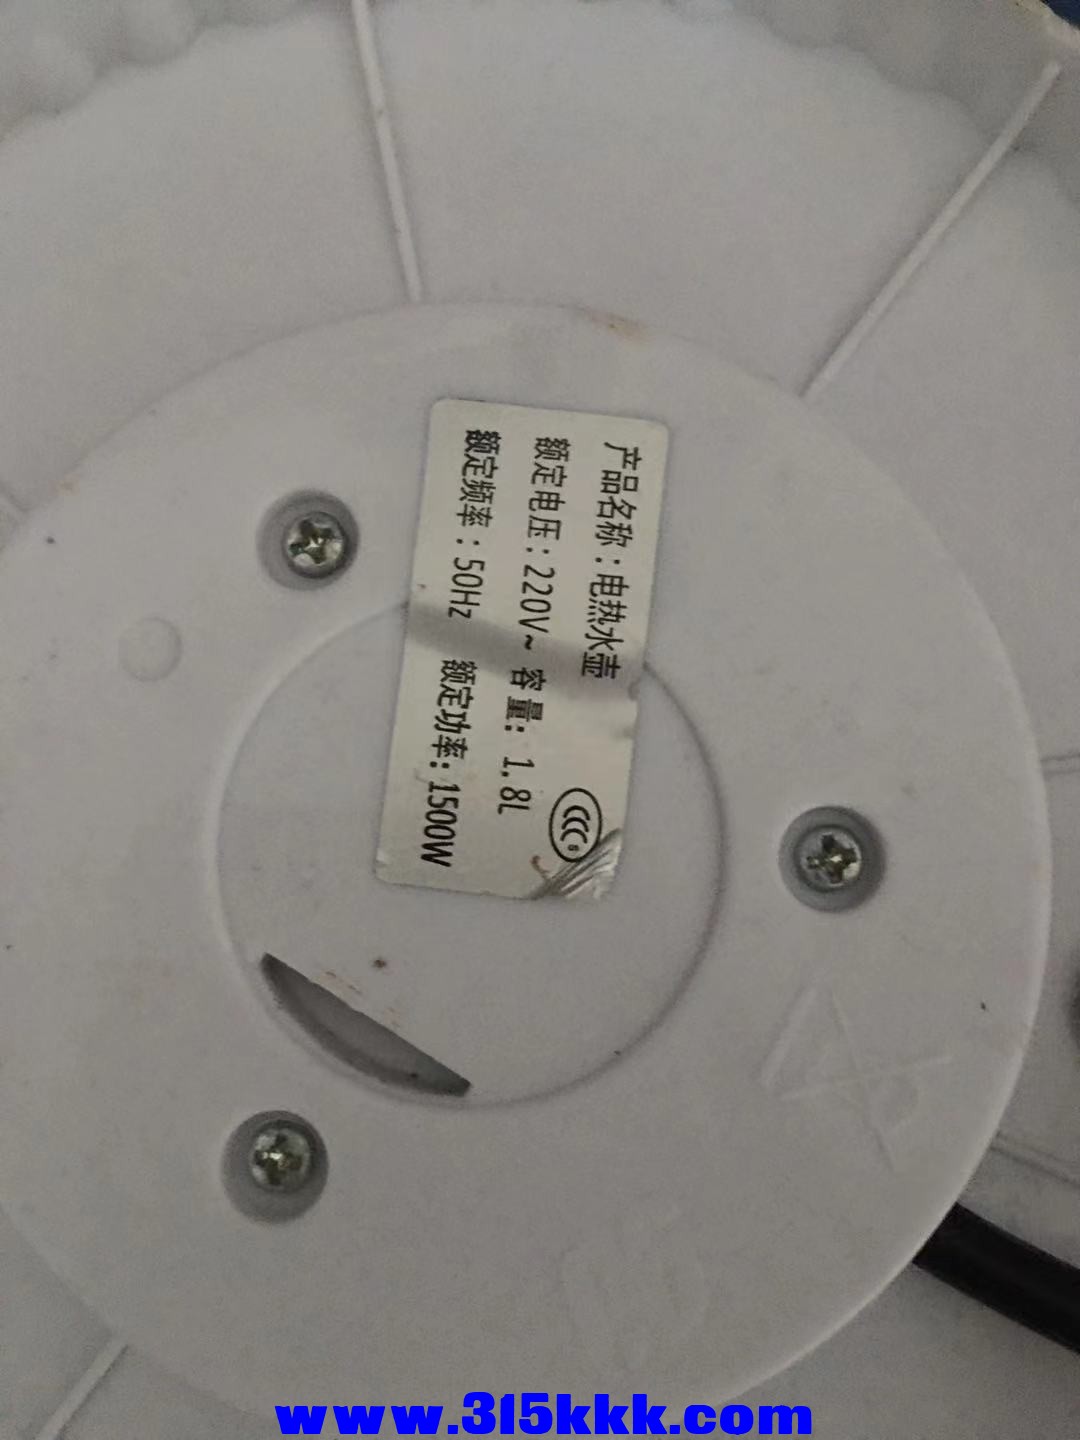 产品名称：电热水壶
额定电压：220V~ 容量: 1.8L
额定频率：50Hz 额定功率: 1500W
CCC
S
www.315kkk.com